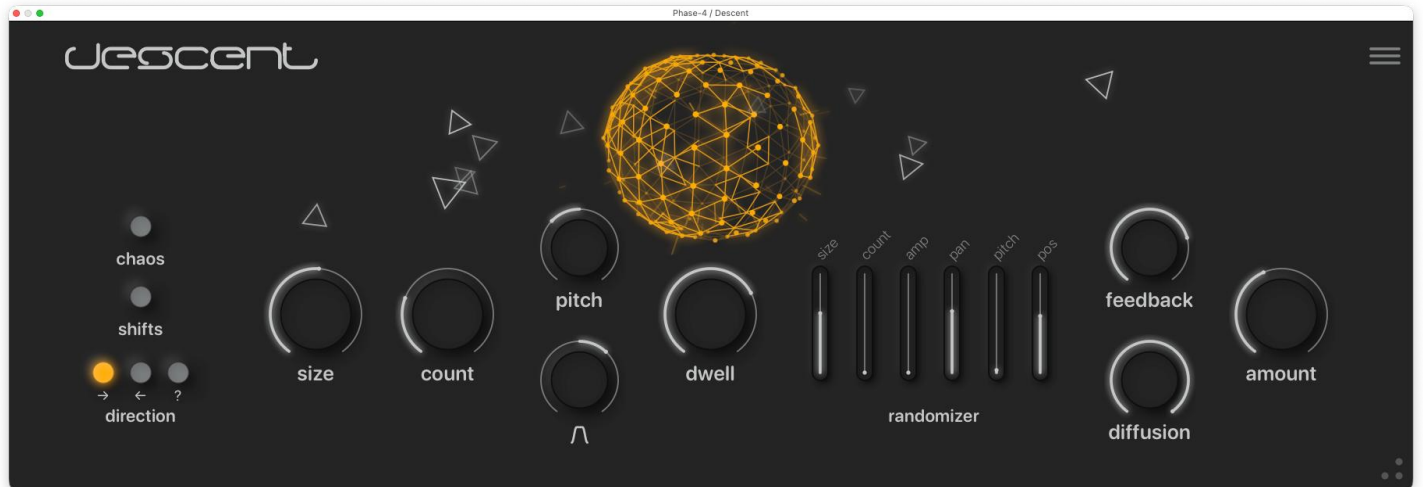 Phase-4 / Descent
descent
chaos
shifts
→ ← ?
direction
size
count
pitch
dwell
size count amp pan pitch pos
randomizer
feedback
diffusion
amount